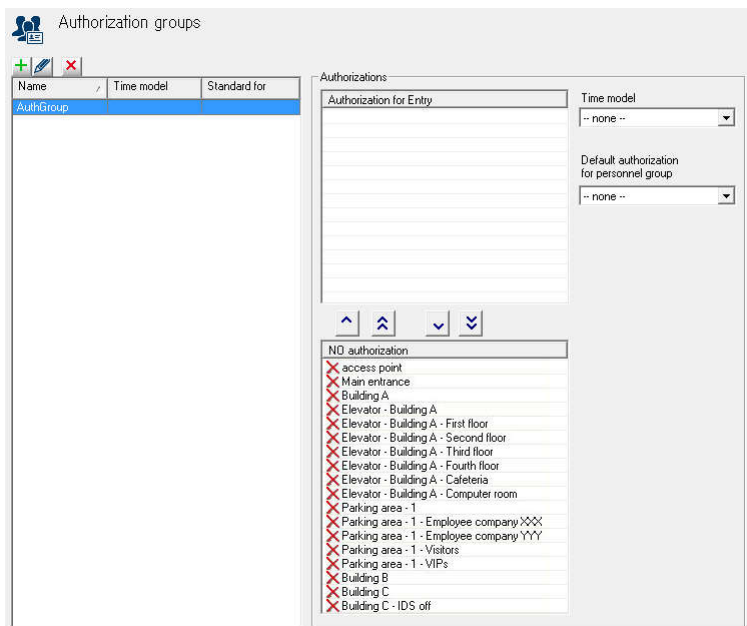 Authorization groups
Name / Time model Standard for
AuthGroup
Authorizations
Authorization for Entry
Time model
-- none --
Default authorization
for personnel group
-- none --
NO authorization
access point
Main entrance
Building A
Elevator - Building A
Elevator - Building A - First floor
Elevator - Building A - Second floor
Elevator - Building A - Third floor
Elevator - Building A - Fourth floor
Elevator - Building A - Cafeteria
Elevator - Building A - Computer room
Parking area - 1
Parking area - 1 - Employee company XXX
Parking area - 1 - Employee company YYY
Parking area - 1 - Visitors
Parking area - 1 - VIPs
Building B
Building C
Building C - IDS off